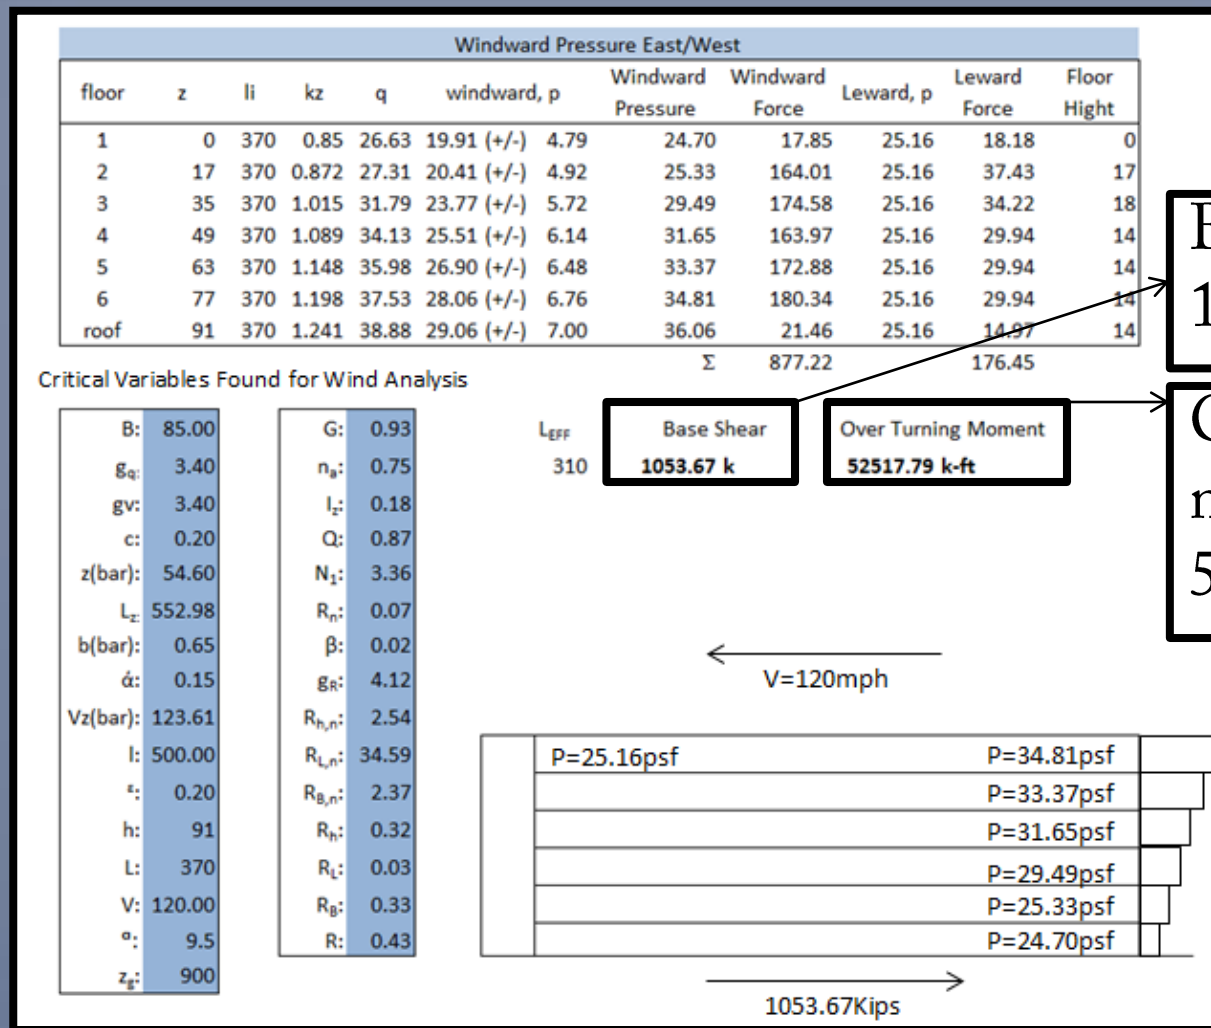 Windward Pressure East/West
floor z li kz q windward, p Windward Pressure Windward Force Leward, p Leward Force Floor Hight
1 0 370 0.85 26.63 19.91 (+/-) 4.79 24.70 17.85 25.16 18.18 0
2 17 370 0.872 27.31 20.41 (+/-) 4.92 25.33 164.01 25.16 37.43 17
3 35 370 1.015 31.79 23.77 (+/-) 5.72 29.49 174.58 25.16 34.22 18
4 49 370 1.089 34.13 25.51 (+/-) 6.14 31.65 163.97 25.16 29.94 14
5 63 370 1.148 35.98 26.90 (+/-) 6.48 33.37 172.88 25.16 29.94 14
6 77 370 1.198 37.53 28.06 (+/-) 6.76 34.81 180.34 25.16 29.94 14
roof 91 370 1.241 38.88 29.06 (+/-) 7.00 36.06 21.46 25.16 14.97 14
Σ 877.22 176.45
Critical Variables Found for Wind Analysis
B: 85.00 G: 0.93
gq: 3.40 na: 0.75
gv: 3.40 Iz: 0.18
c: 0.20 Q: 0.87
z(bar): 54.60 N1: 3.36
Lz: 552.98 Rn: 0.07
b(bar): 0.65 β: 0.02
ά: 0.15 gR: 4.12
Vz(bar): 123.61 Rh,n: 2.54
l: 500.00 RL,n: 34.59
ε: 0.20 RB,n: 2.37
h: 91 Rh: 0.32
L: 370 RL: 0.03
V: 120.00 RB: 0.33
α: 9.5 R: 0.43
zg: 900
LEFF Base Shear Over Turning Moment
310 1053.67 k 52517.79 k-ft
1
5
V=120mph
P=25.16psf P=34.81psf
P=33.37psf
P=31.65psf
P=29.49psf
P=25.33psf
P=24.70psf
1053.67Kips